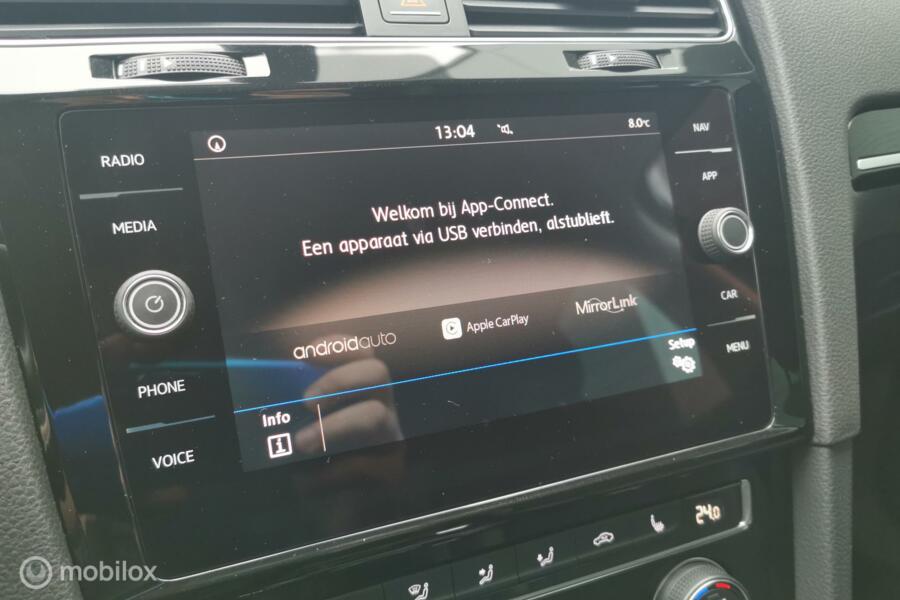 13:04
8.0°C
RADIO
MEDIA
PHONE
VOICE
NAV
APP
CAR
MENU
Welkom bij App-Connect.
Een apparaat via USB verbinden, alstublieft.
androidauto
Apple CarPlay
MirrorLink
Setup
Info
i
24.0
mobilox